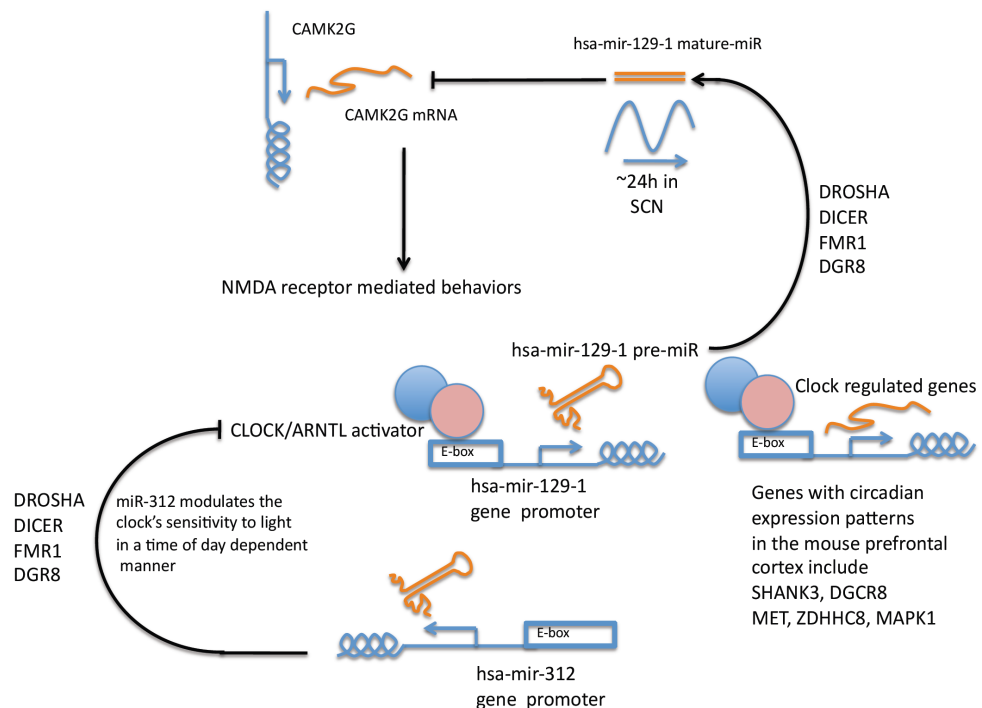 CAMK2G
hsa-mir-129-1 mature-miR
CAMK2G mRNA
~24h in
SCN
DROSHA
DICER
FMR1
DGR8
NMDA receptor mediated behaviors
hsa-mir-129-1 pre-miR
Clock regulated genes
CLOCK/ARNTL activator
E-box
E-box
hsa-mir-129-1
gene promoter
DROSHA
DICER
FMR1
DGR8
miR-312 modulates the
clock's sensitivity to light
in a time of day dependent
manner
Genes with circadian
expression patterns
in the mouse prefrontal
cortex include
SHANK3, DGCR8
MET, ZDHHC8, MAPK1
E-box
hsa-mir-312
gene promoter